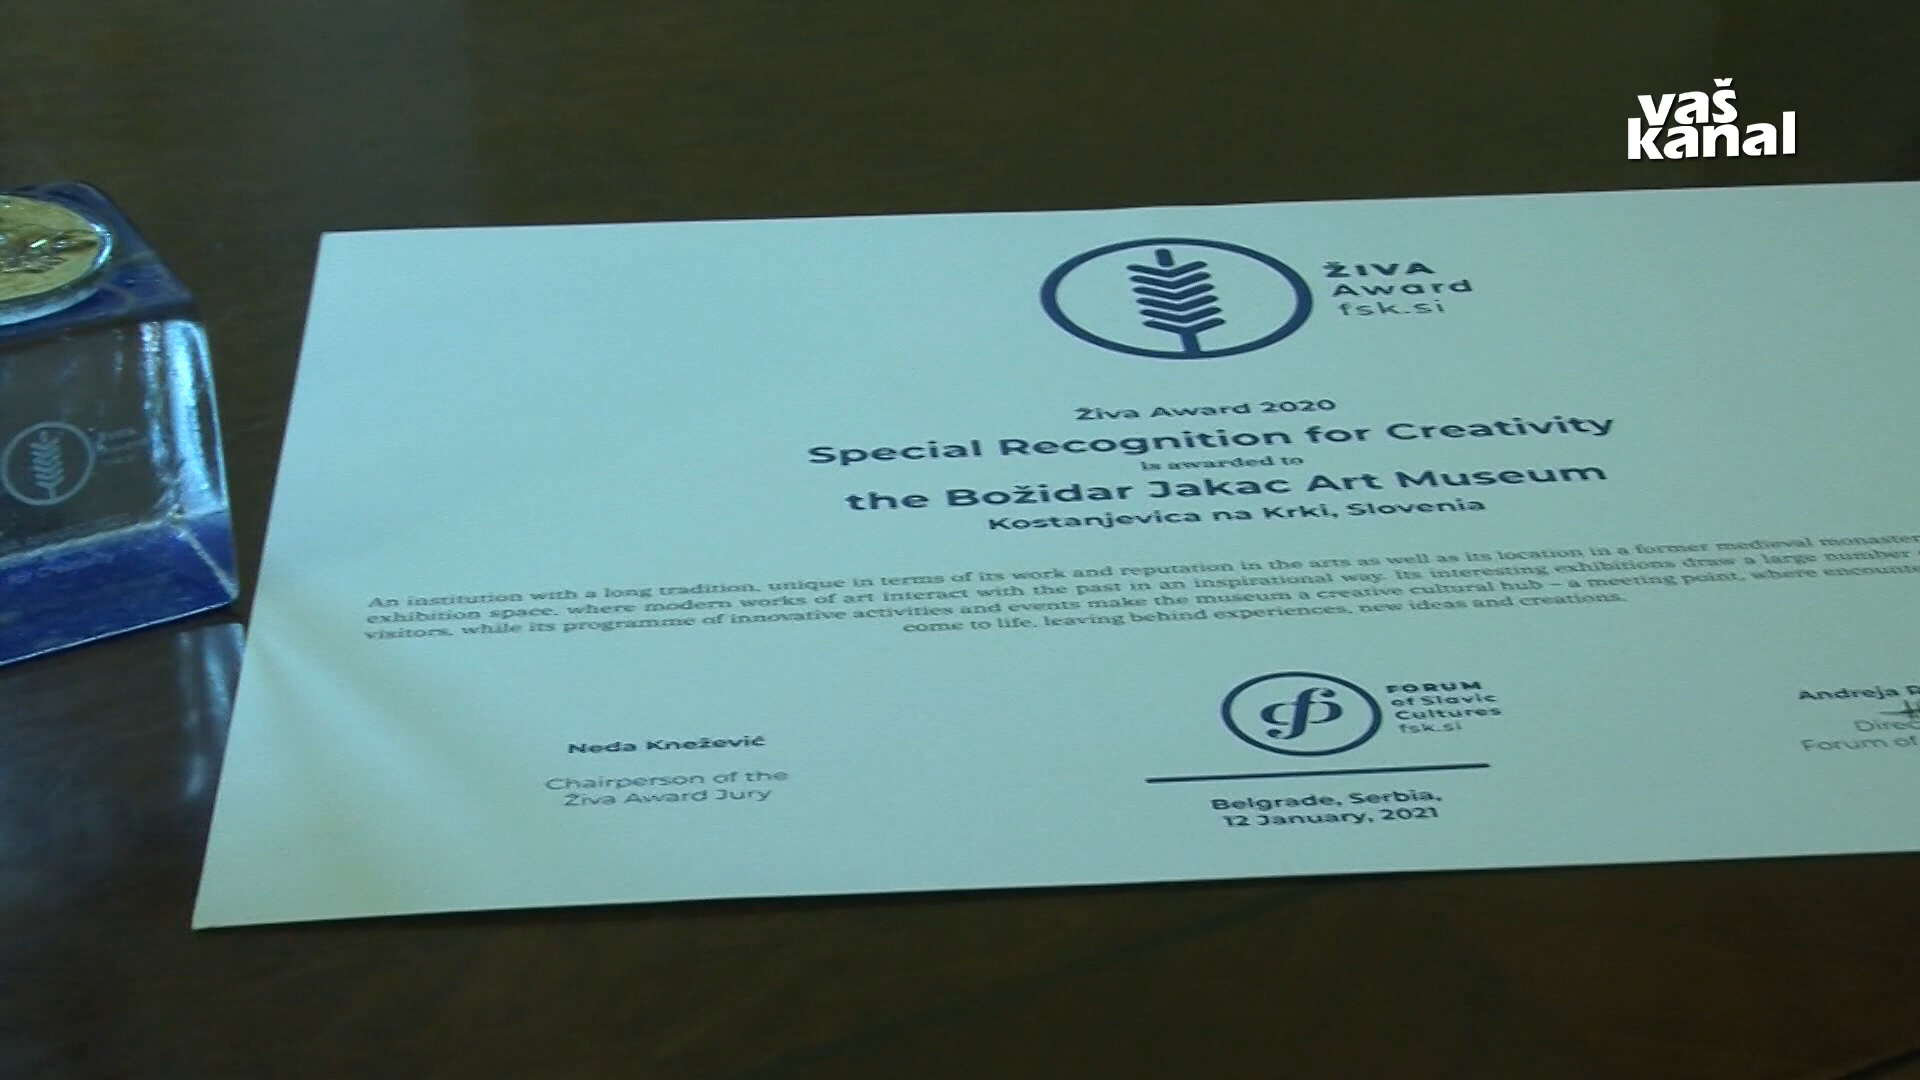 vaš
kanal
ŽIVA
Award
fsk.si
Živa Award 2020
Special Recognition for Creativity
is awarded to
the Božidar Jakac Art Museum
Kostanjevica na Krki, Slovenia
An institution with a long tradition, unique in terms of its work and reputation in the arts as well as its location in a former medieval
exhibition space, where modern works of art interact with the past in an inspirational way. Its interesting exhibitions draw a large number
visitors, while its programme of innovative activities and events make the museum a creative cultural hub – a meeting point, where
come to life, leaving behind experiences, new ideas and creations.
FORUM
of Slavic
Cultures
fsk.si
Neda Knežević
Chairperson of the
Živa Award Jury
Belgrade, Serbia,
12 January, 2021
Andreja
Forum of